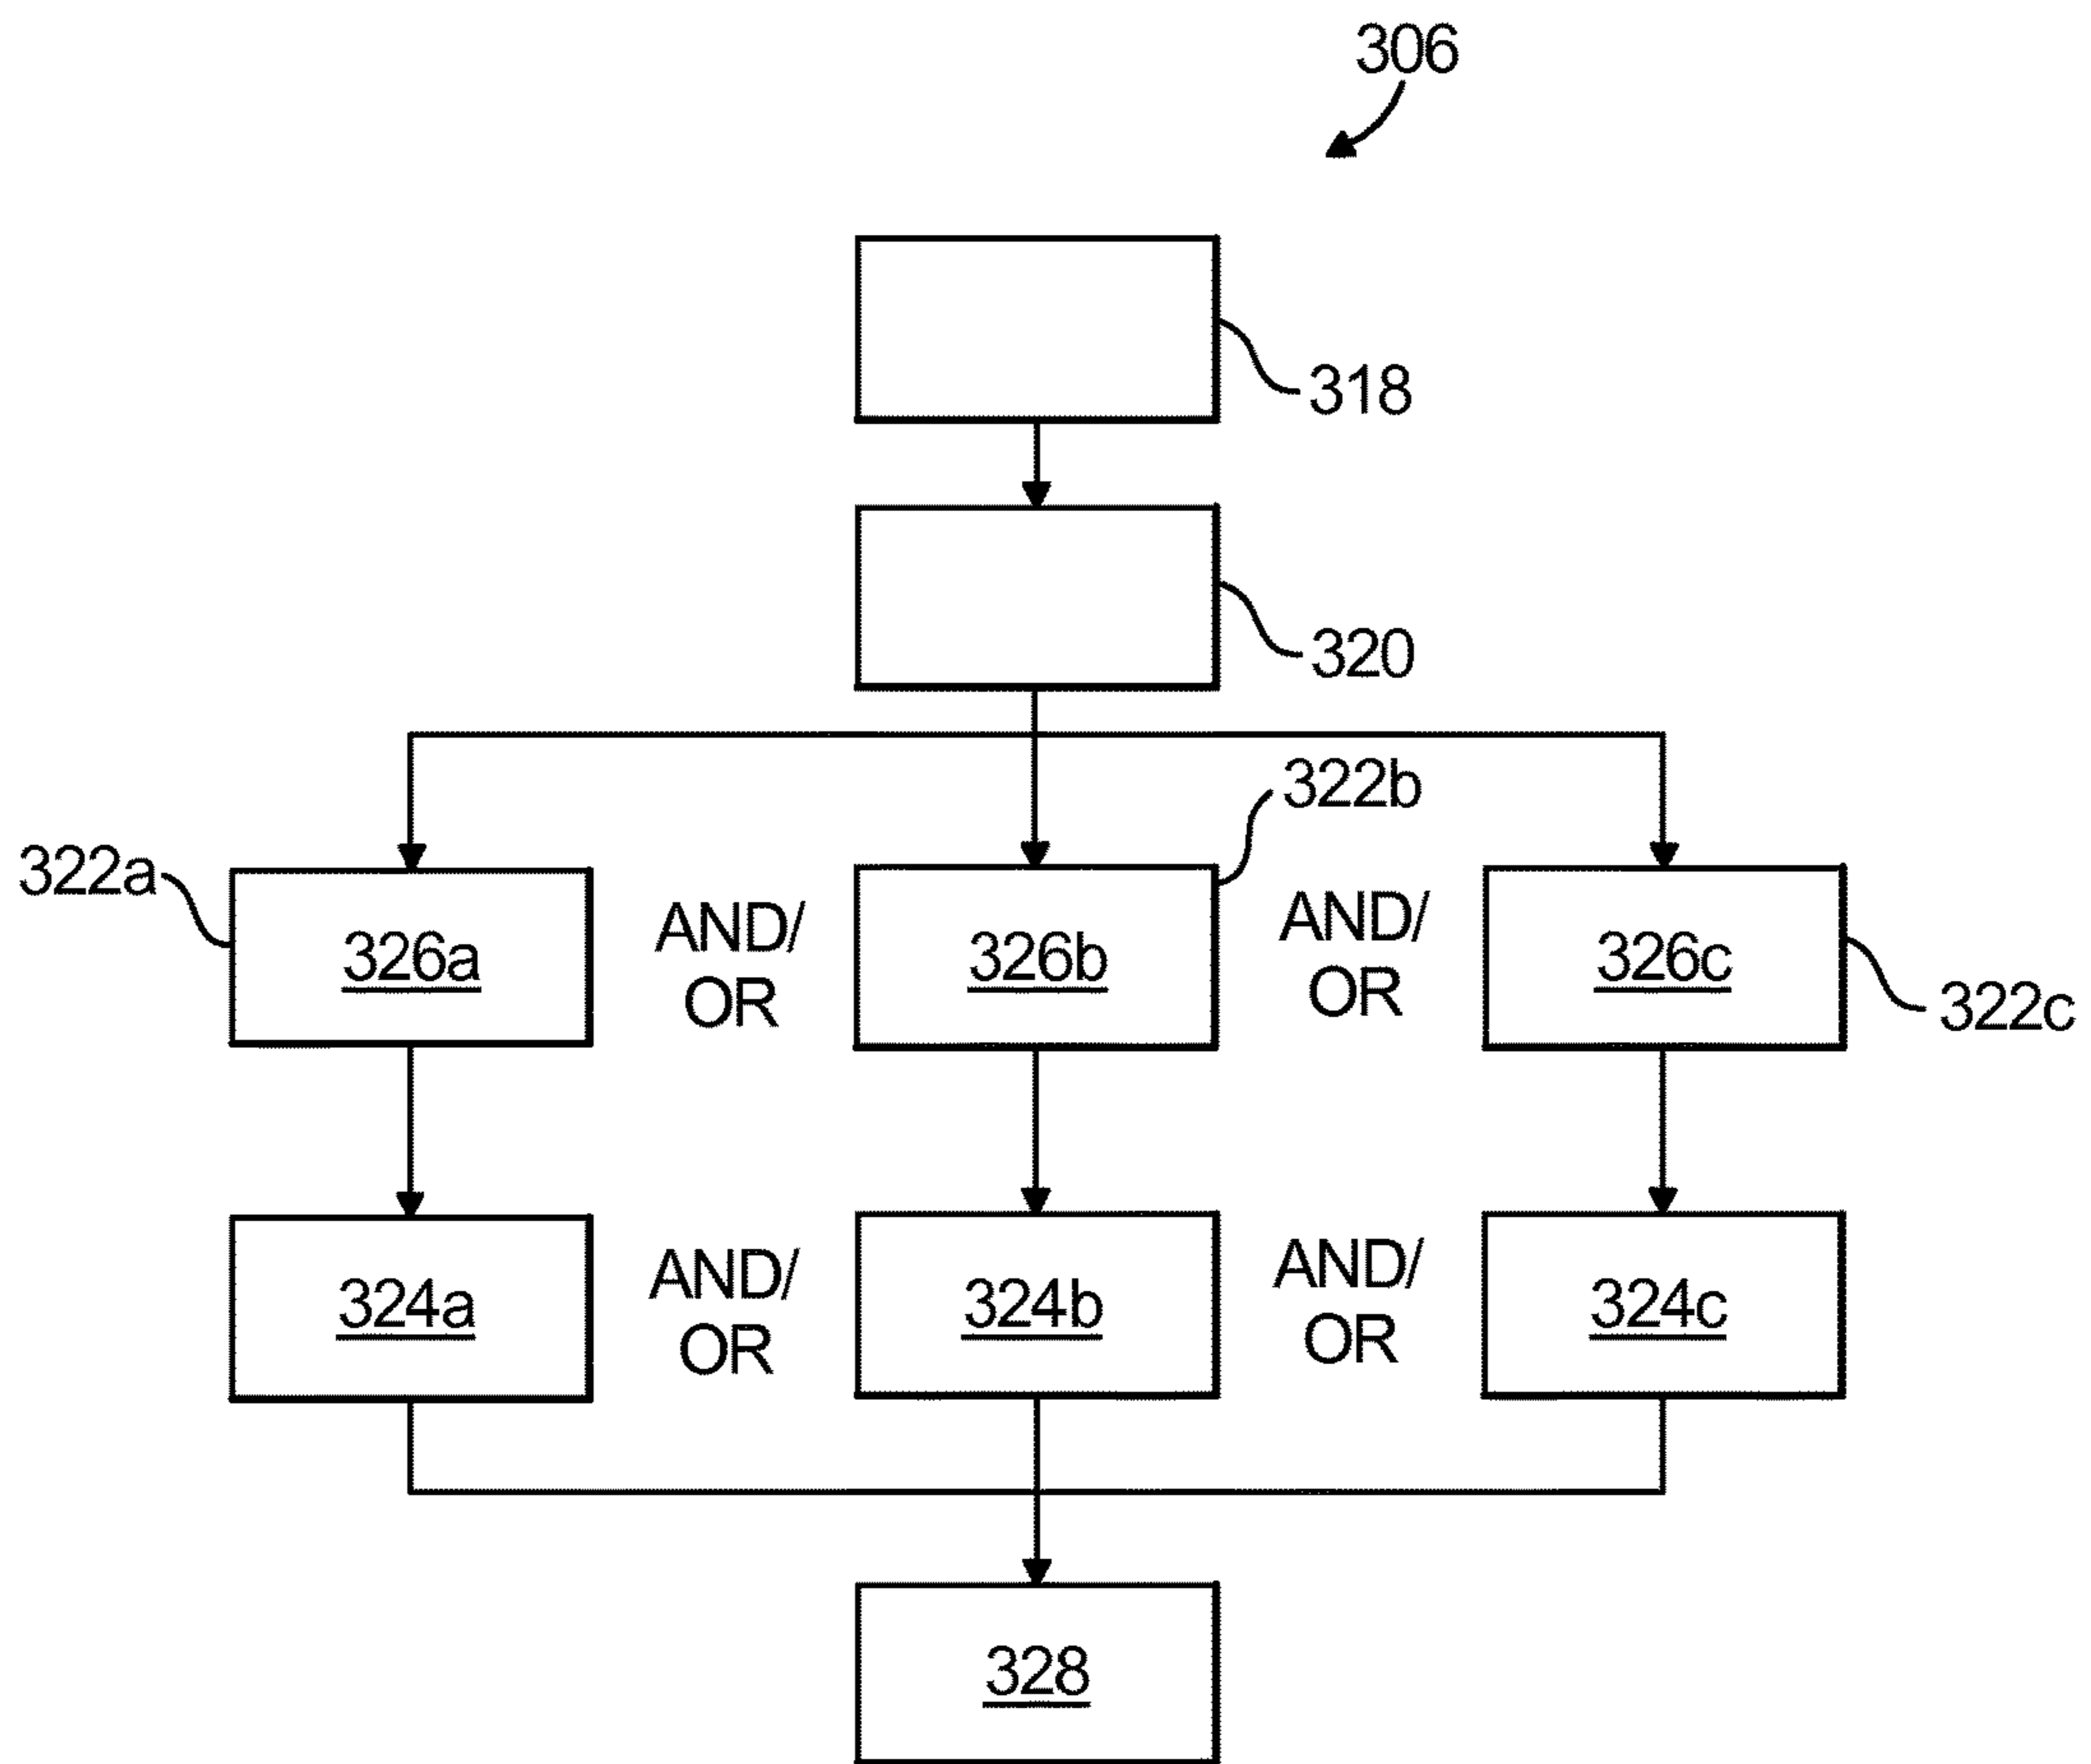 306
318
320
322b
322a
326a
AND/
OR
326b
AND/
OR
326c
322c
324a
AND/
OR
324b
AND/
OR
324c
328